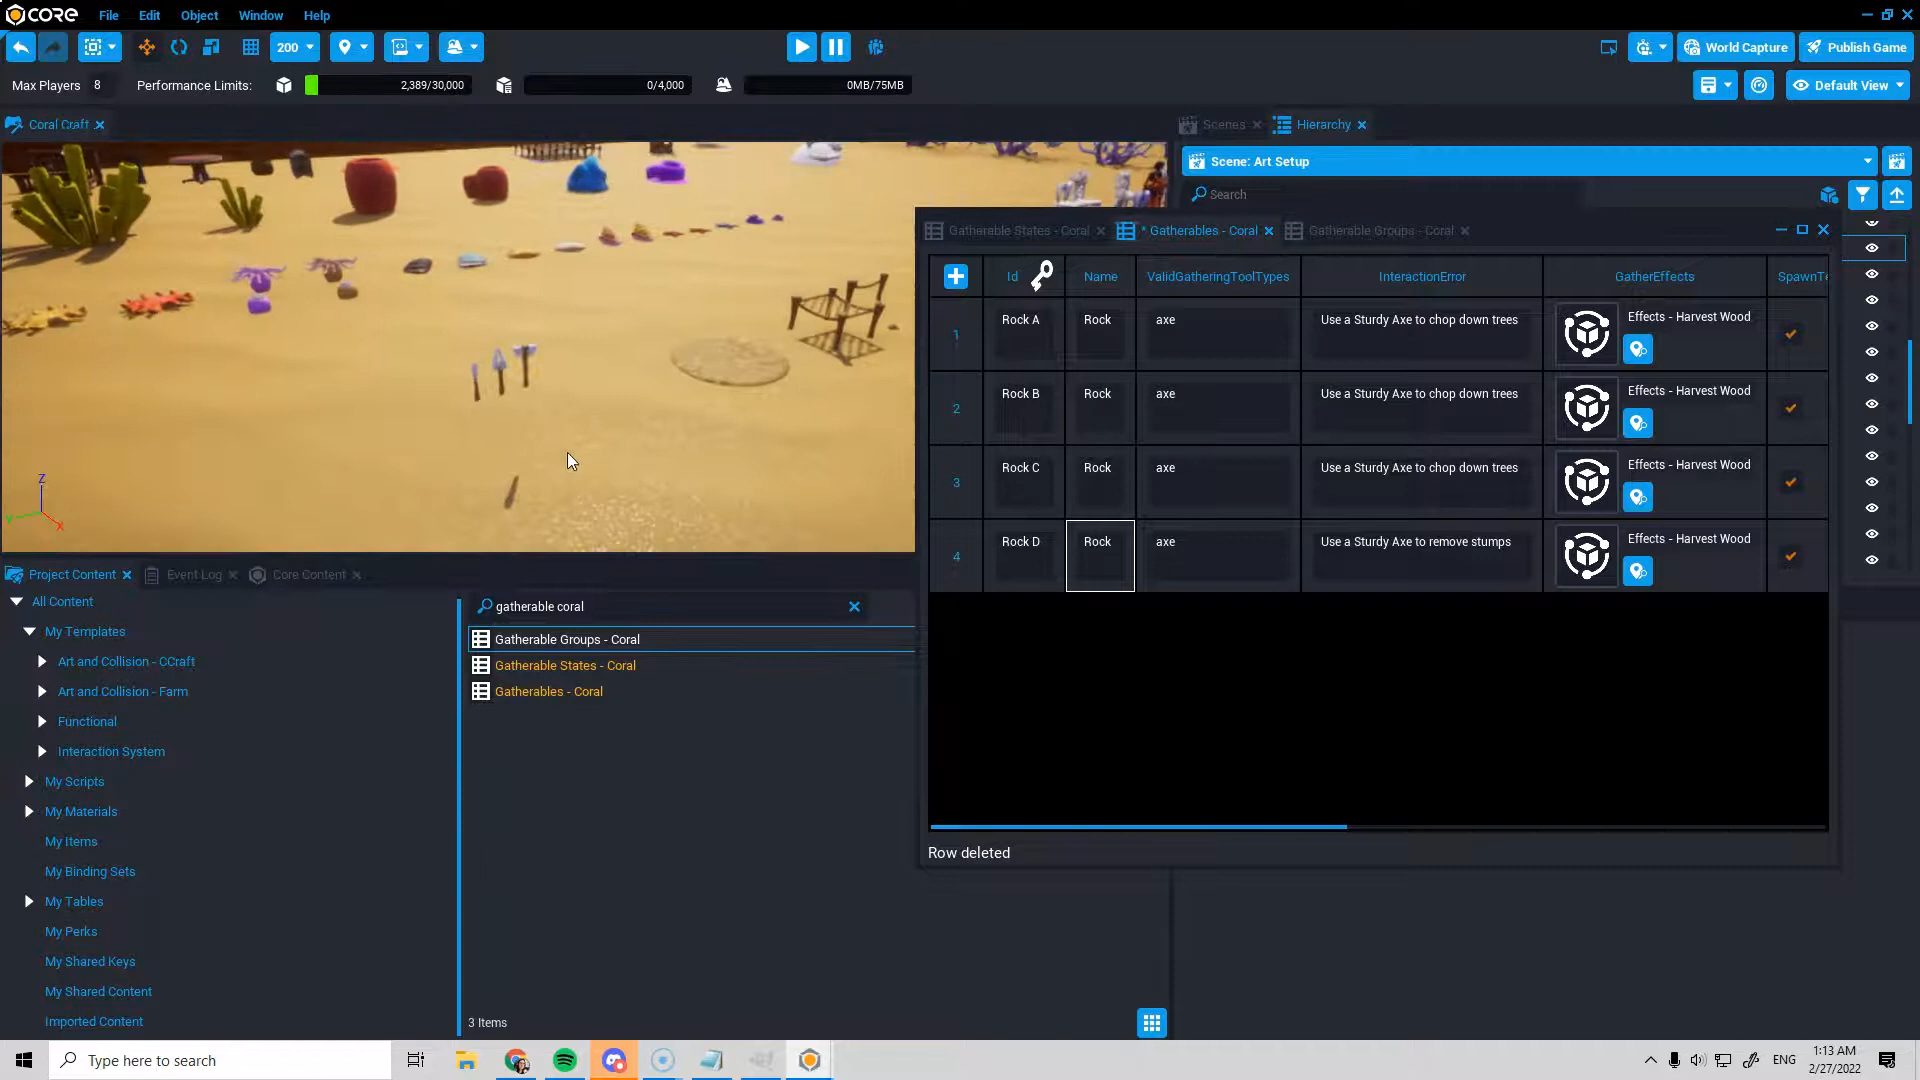 CORE File Edit Object Window Help
200
World Capture Publish Game
Max Players 8 Performance Limits: 2,389/30,000 0/4,000 0MB/75MB Default View
Coral Craft Scenes Hierarchy
Scene: Art Setup
Search
Gatherable States - Coral * Gatherables - Coral Gatherable Groups - Coral
Id Name ValidGatheringToolTypes InteractionError GatherEffects SpawnTe
1 Rock A Rock axe Use a Sturdy Axe to chop down trees Effects - Harvest Wood
2 Rock B Rock axe Use a Sturdy Axe to chop down trees Effects - Harvest Wood
3 Rock C Rock axe Use a Sturdy Axe to chop down trees Effects - Harvest Wood
4 Rock D Rock axe Use a Sturdy Axe to remove stumps Effects - Harvest Wood
Row deleted
Z
Y
X
Project Content Event Log Core Content
All Content
My Templates
Art and Collision - CCraft
Art and Collision - Farm
Functional
Interaction System
My Scripts
My Materials
My Items
My Binding Sets
My Tables
My Perks
My Shared Keys
My Shared Content
Imported Content
gatherable coral
Gatherable Groups - Coral
Gatherable States - Coral
Gatherables - Coral
3 Items
Type here to search
ENG
1:13 AM
2/27/2022